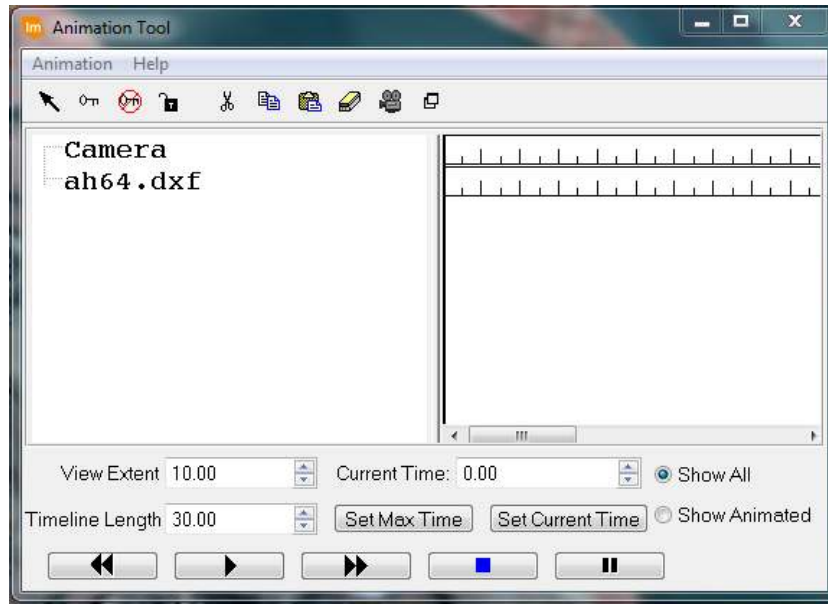 Im Animation Tool
Animation Help
Camera
ah64.dxf
View Extent 10.00 Current Time: 0.00 Show All
Timeline Length 30.00 Set Max Time Set Current Time Show Animated